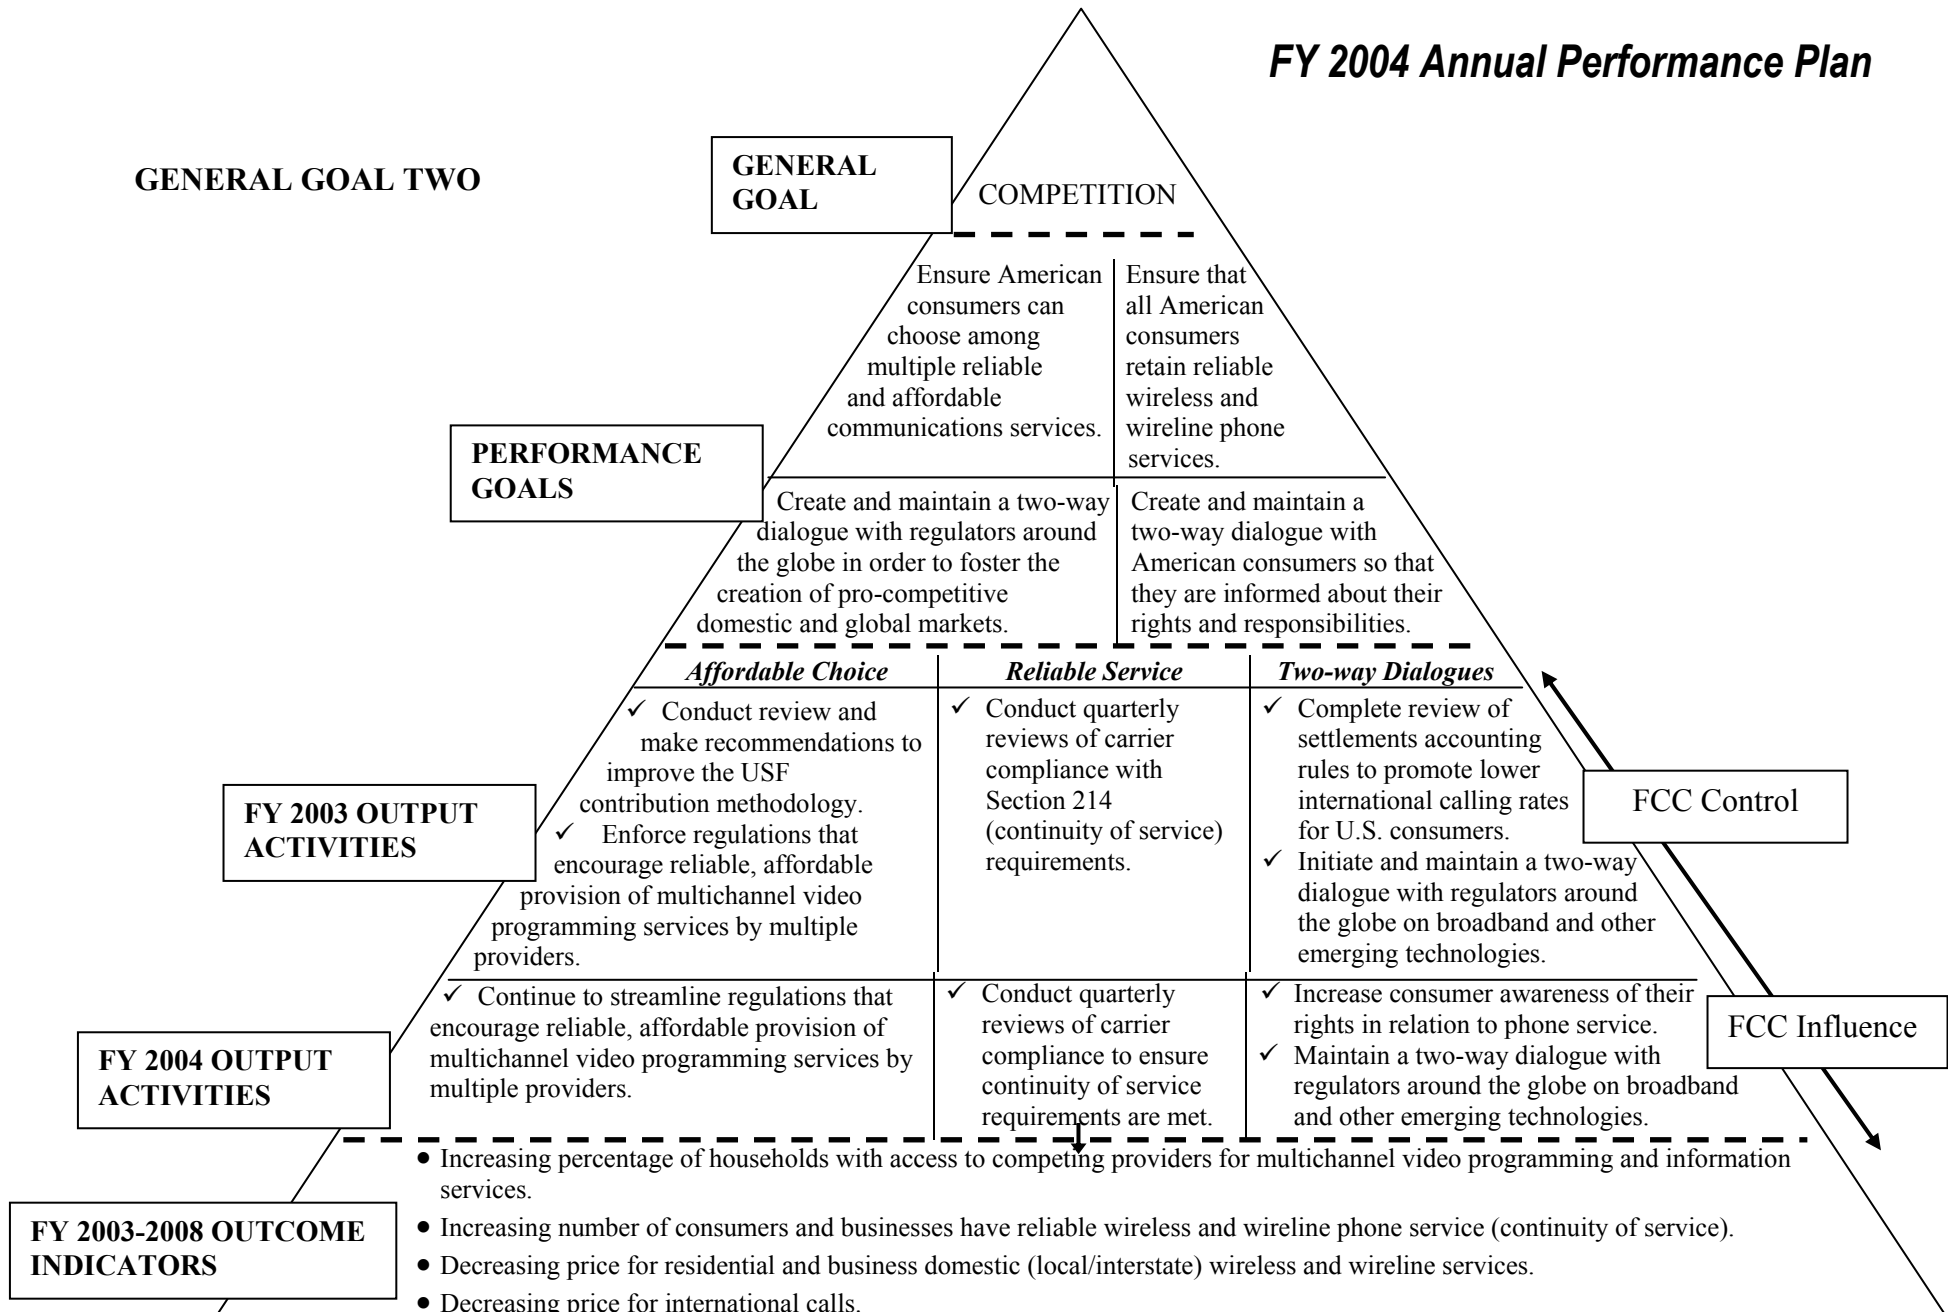 FY 2004 Annual Performance Plan
GENERAL GOAL TWO
GENERAL
GOAL
COMPETITION
Ensure American
consumers can
choose among
multiple reliable
and affordable
communications services.
Ensure that
all American
consumers
retain reliable
wireless and
wireline phone
services.
PERFORMANCE
GOALS
Create and maintain a two-way
dialogue with regulators around
the globe in order to foster the
creation of pro-competitive
domestic and global markets.
Create and maintain a
two-way dialogue with
American consumers so that
they are informed about their
rights and responsibilities.
Affordable Choice
Reliable Service
Two-way Dialogues
FY 2003 OUTPUT
ACTIVITIES
✓ Conduct review and
make recommendations to
improve the USF
contribution methodology.
✓ Enforce regulations that
encourage reliable, affordable
provision of multichannel video
programming services by multiple
providers.
✓ Conduct quarterly
reviews of carrier
compliance with
Section 214
(continuity of service)
requirements.
✓ Complete review of
settlements accounting
rules to promote lower
international calling rates
for U.S. consumers.
✓ Initiate and maintain a two-way
dialogue with regulators around
the globe on broadband and other
emerging technologies.
FCC Control
FY 2004 OUTPUT
ACTIVITIES
✓ Continue to streamline regulations that
encourage reliable, affordable provision of
multichannel video programming services by
multiple providers.
✓ Conduct quarterly
reviews of carrier
compliance to ensure
continuity of service
requirements are met.
✓ Increase consumer awareness of their
rights in relation to phone service.
✓ Maintain a two-way dialogue with
regulators around the globe on broadband
and other emerging technologies.
FCC Influence
FY 2003-2008 OUTCOME
INDICATORS
• Increasing percentage of households with access to competing providers for multichannel video programming and information
services.
• Increasing number of consumers and businesses have reliable wireless and wireline phone service (continuity of service).
• Decreasing price for residential and business domestic (local/interstate) wireless and wireline services.
• Decreasing price for international calls.